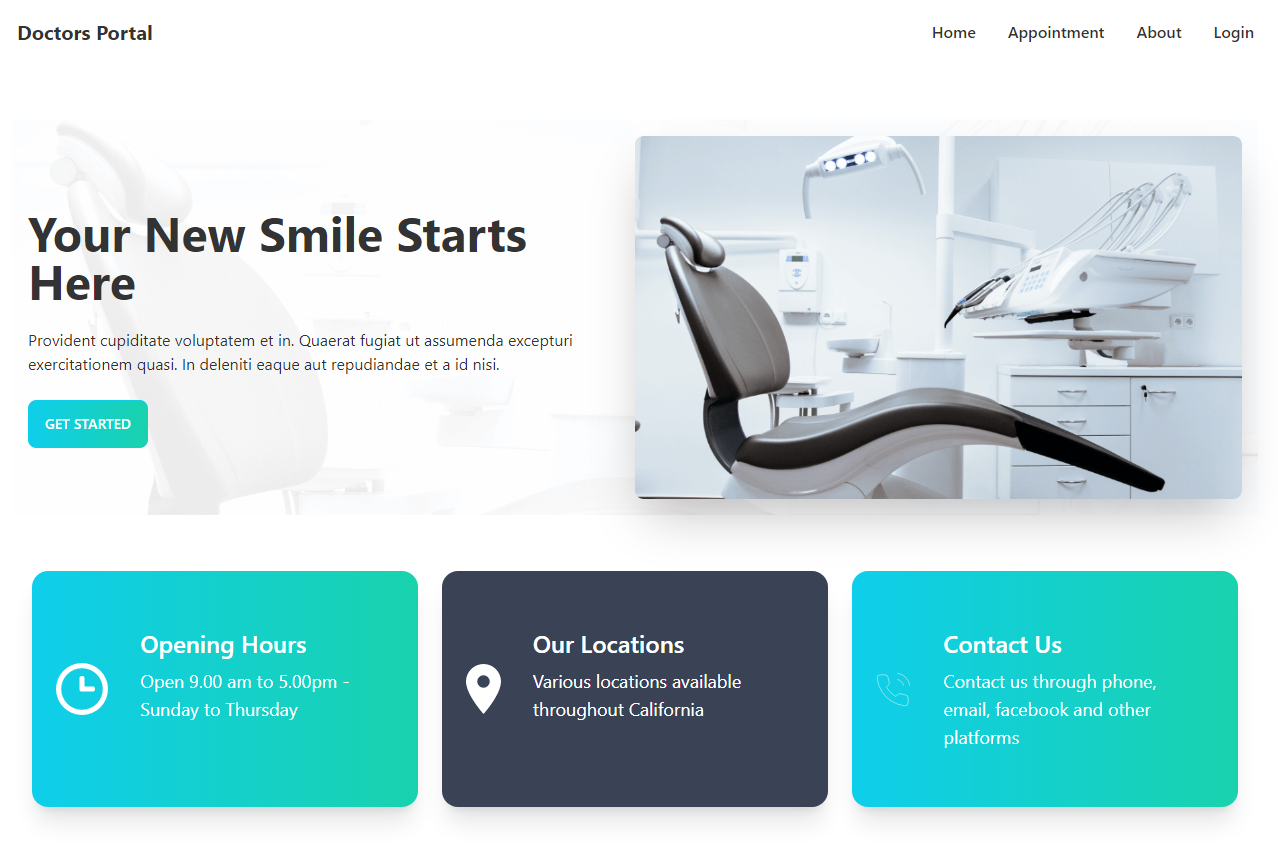 Doctors Portal
Home Appointment About Login
Your New Smile Starts
Here
Provident cupiditate voluptatem et in. Quaerat fugiat ut assumenda excepturi
exercitationem quasi. In deleniti eaque aut repudiandae et a id nisi.
GET STARTED
Opening Hours
Open 9.00 am to 5.00pm -
Sunday to Thursday
Our Locations
Various locations available
throughout California
Contact Us
Contact us through phone,
email, facebook and other
platforms